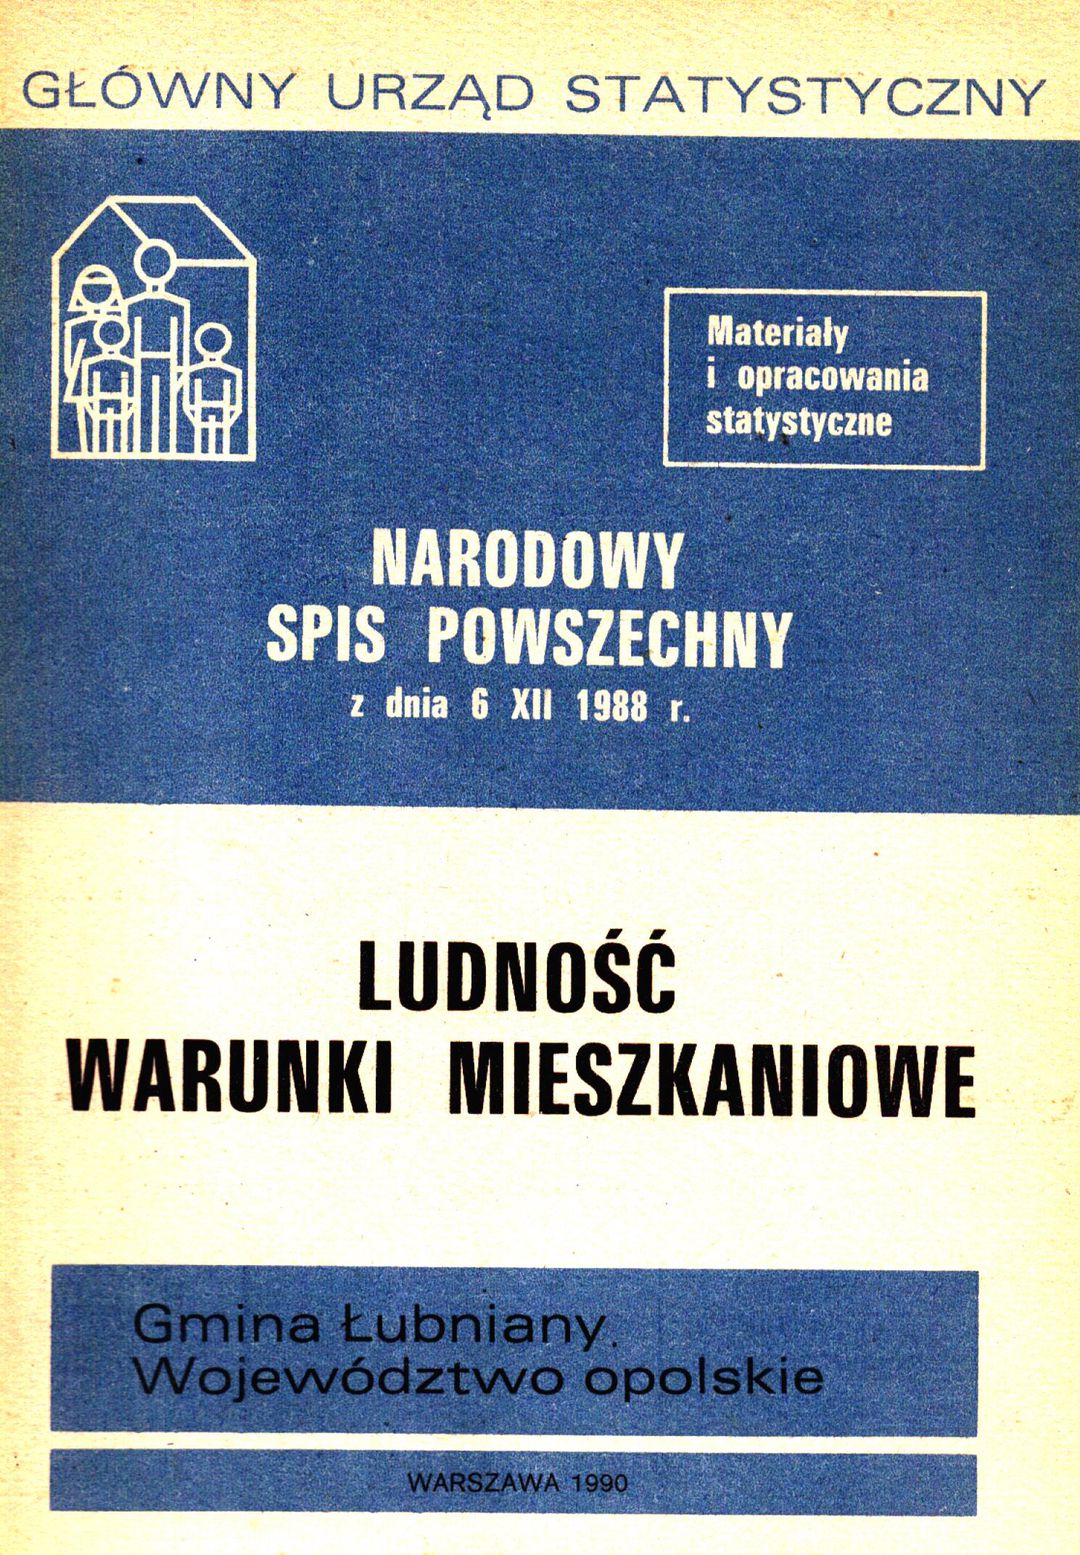 GŁÓWNY URZĄD STATYSTYCZNY
Materiały
i opracowania
statystyczne
NARODOWY
SPIS POWSZECHNY
z dnia 6 XII 1988 r.
LUDNOŚĆ
WARUNKI MIESZKANIOWE
Gmina Łubniany.
Województwo opolskie
WARSZAWA 1990